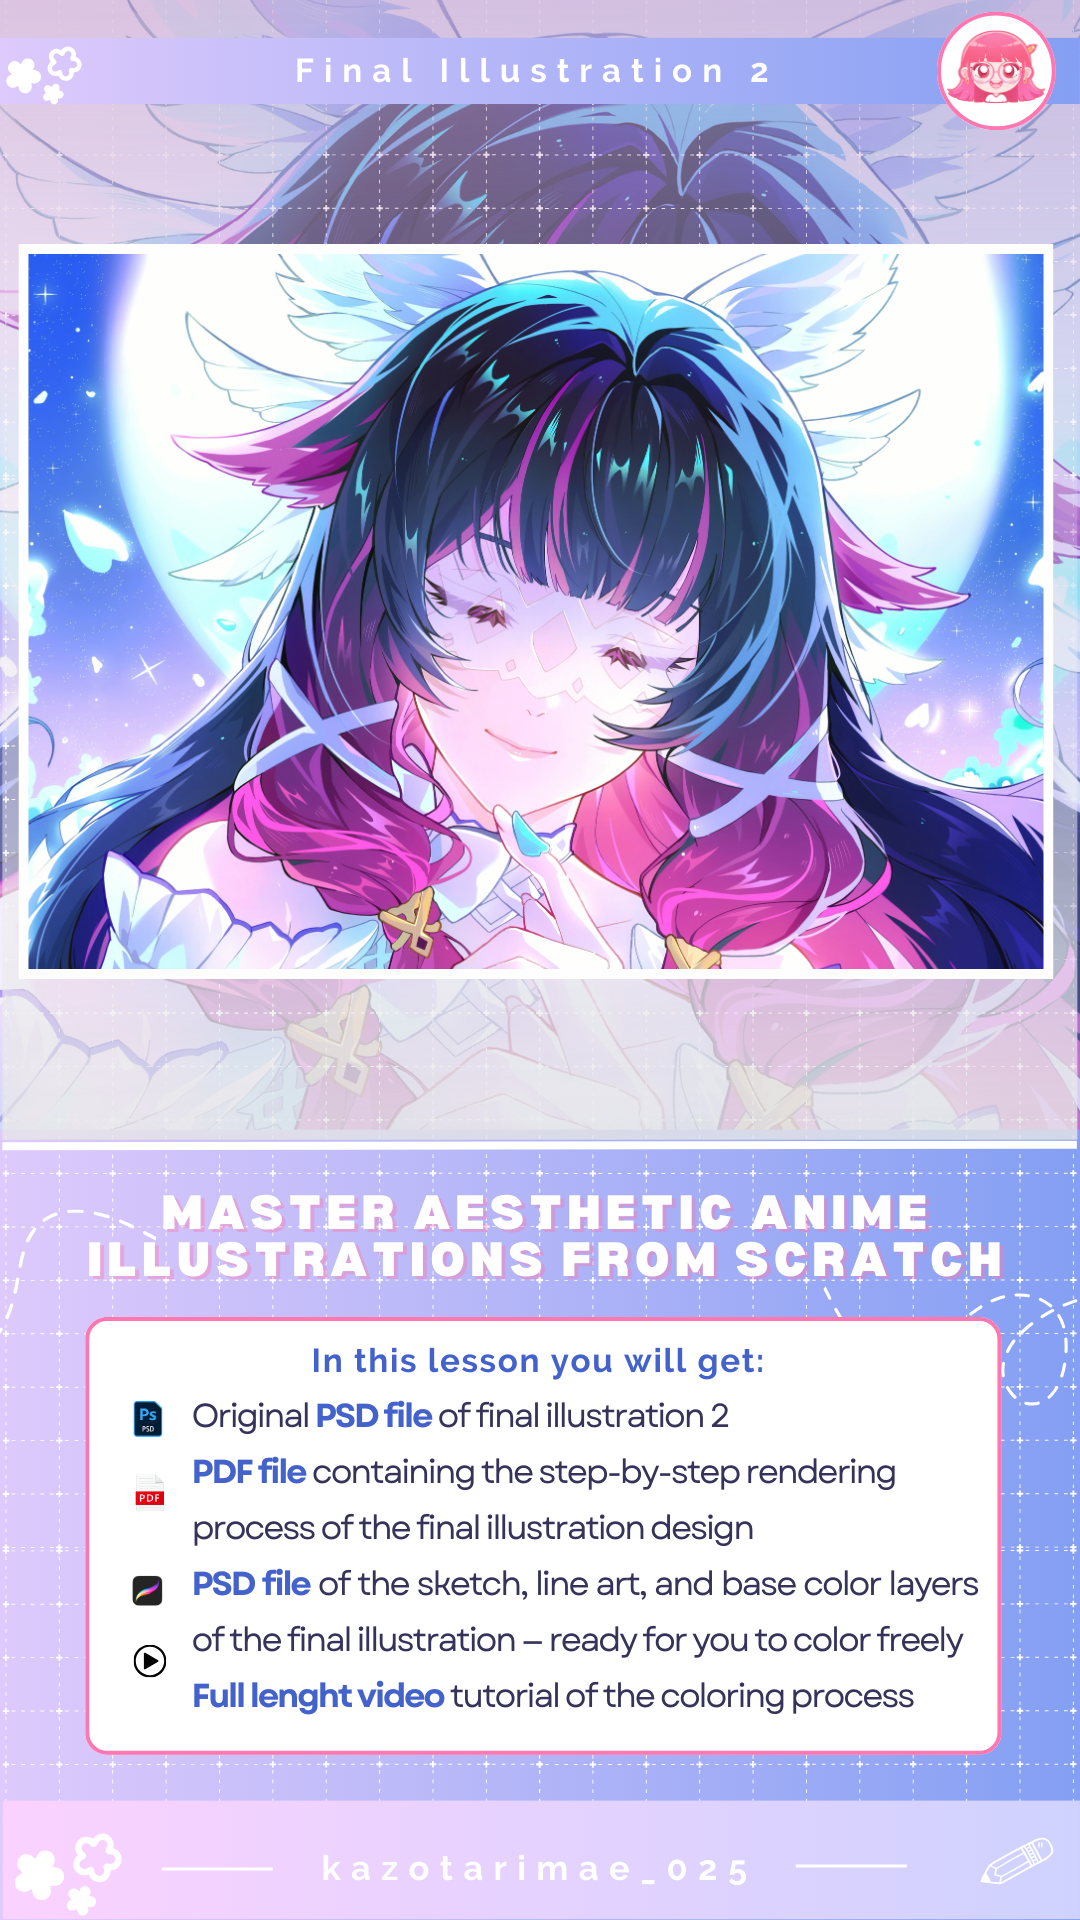 Final Illustration 2
MASTER AESTHETIC ANIME
ILLUSTRATIONS FROM SCRATCH
In this lesson you will get:
Ps
PSD
Original PSD file of final illustration 2
PDF
PDF file containing the step-by-step rendering
process of the final illustration design
PSD file of the sketch, line art, and base color layers
of the final illustration – ready for you to color freely
Full lenght video tutorial of the coloring process
kazotarimae_025